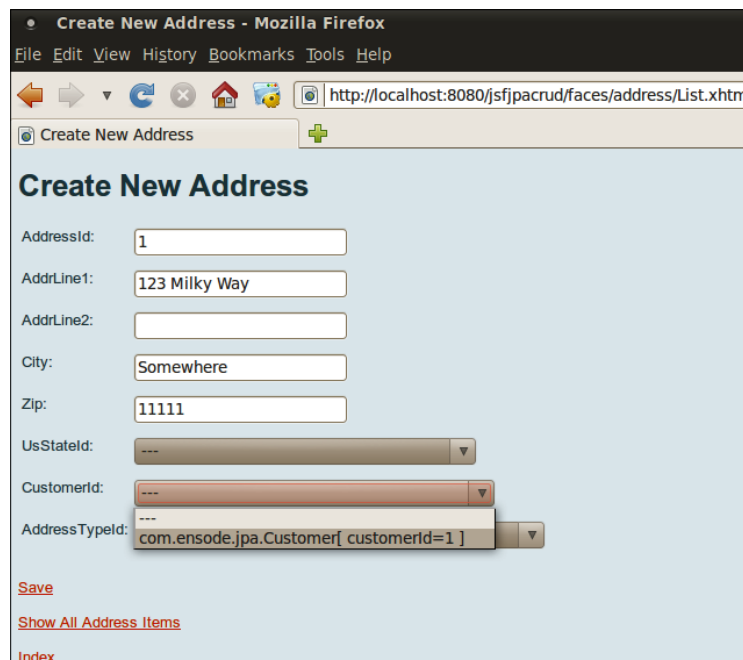 Create New Address - Mozilla Firefox
File Edit View History Bookmarks Tools Help
http://localhost:8080/jsfjpacrud/faces/address/List.xhtm
Create New Address
Create New Address
AddressId: 1
AddrLine1: 123 Milky Way
AddrLine2:
City: Somewhere
Zip: 11111
UsStateId: ---
CustomerId: ---
---
AddressTypeId: com.ensode.jpa.Customer[ customerId=1 ]
Save
Show All Address Items
Index